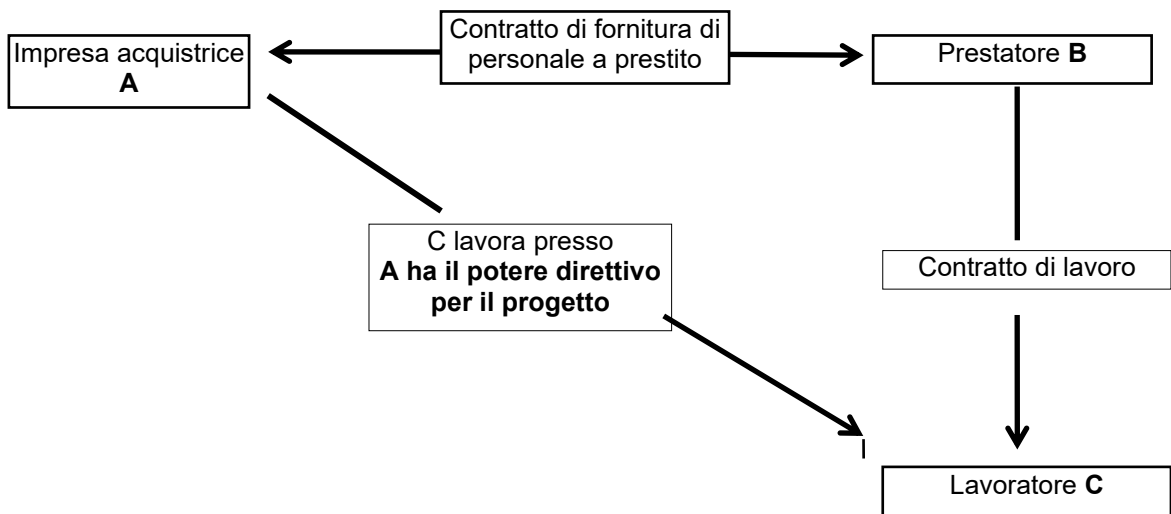 Impresa acquistrice
A
Contratto di fornitura di
personale a prestito
Prestatore B
C lavora presso
A ha il potere direttivo
per il progetto
Contratto di lavoro
Lavoratore C